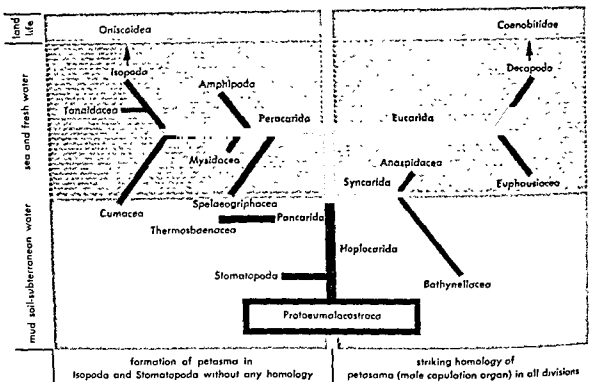 land
life
Oniscoidea
Coenobitidae
sea and fresh water
Isopoda
Decapoda
Amphipoda
Tanaidacea
Peracarida
Eucarida
Mysidacea
Anaspidacea
Syncarida
Euphausiacea
Cumacea
Spelaeogriphacea
Thermosbaenacea
Pancarida
mud soil-subterranean water
Hoplocarida
Stomatopoda
Bathynellacea
Protoeumalacostraca
formation of petasma in
Isopoda and Stomatopoda without any homology
striking homology of
petasama (male copulation organ) in all divisions